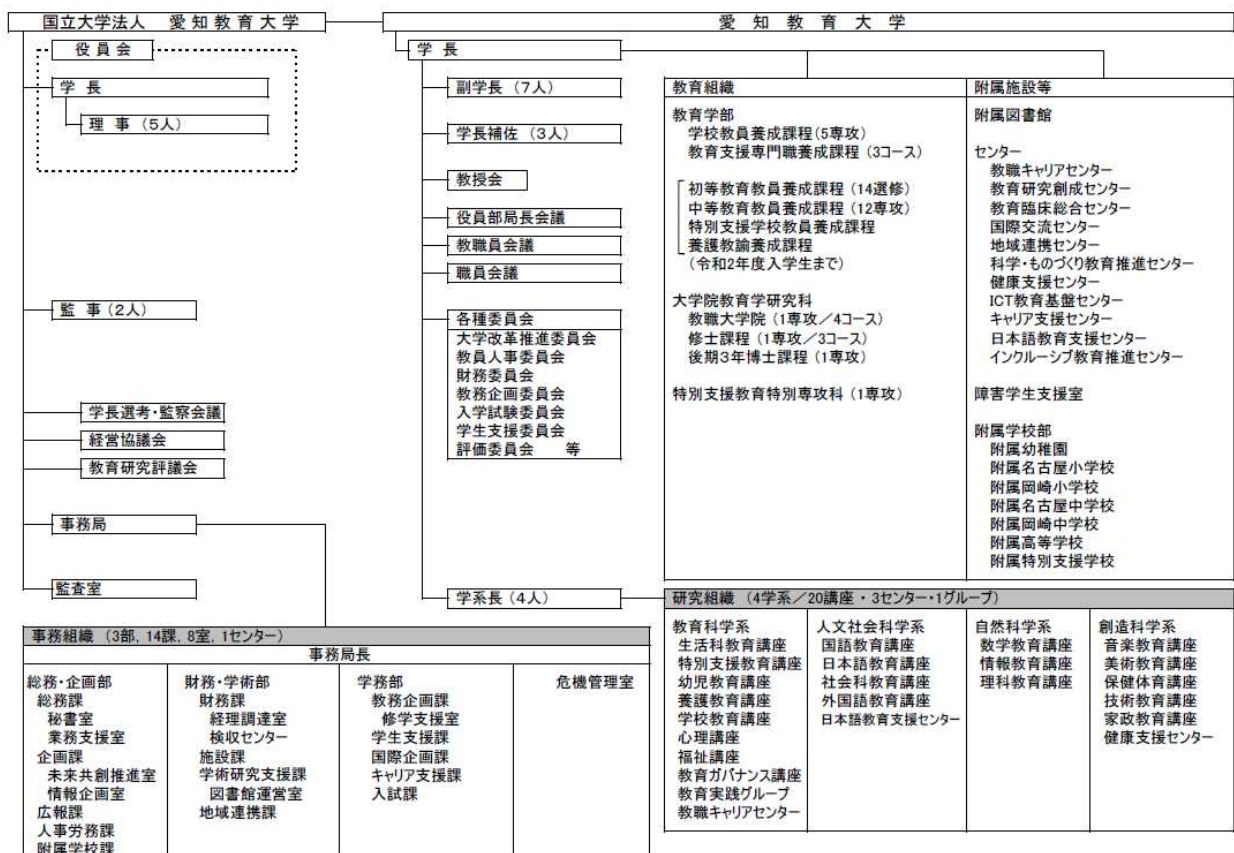 国立大学法人　愛知教育大学
役員会
学長
理事（5人）
監事（2人）
学長選考・監察会議
経営協議会
教育研究評議会
事務局
監査室
愛知教育大学
学長
副学長（7人）
学長補佐（3人）
教授会
役員部局長会議
教職員会議
職員会議
各種委員会
大学改革推進委員会
教員人事委員会
財務委員会
教務企画委員会
入学試験委員会
学生支援委員会
評価委員会　　等
学系長（4人）
教育組織
教育学部
学校教員養成課程（5専攻）
教育支援専門職養成課程（3コース）
初等教育教員養成課程（14選修）
中等教育教員養成課程（12専攻）
特別支援学校教員養成課程
養護教諭養成課程
（令和2年度入学生まで）
大学院教育学研究科
教職大学院（1専攻／4コース）
修士課程（1専攻／3コース）
後期3年博士課程（1専攻）
特別支援教育特別専攻科（1専攻）
附属施設等
附属図書館
センター
教職キャリアセンター
教育研究創成センター
教育臨床総合センター
国際交流センター
地域連携センター
科学・ものづくり教育推進センター
健康支援センター
ICT教育基盤センター
キャリア支援センター
日本語教育支援センター
インクルーシブ教育推進センター
障害学生支援室
附属学校部
附属幼稚園
附属名古屋小学校
附属岡崎小学校
附属名古屋中学校
附属岡崎中学校
附属高等学校
附属特別支援学校
研究組織　（4学系／20講座・3センター・1グループ）
教育科学系
生活科教育講座
特別支援教育講座
幼児教育講座
養護教育講座
学校教育講座
心理講座
福祉講座
教育ガバナンス講座
教育実践グループ
教職キャリアセンター
人文社会科学系
国語教育講座
日本語教育講座
社会科教育講座
外国語教育講座
日本語教育支援センター
自然科学系
数学教育講座
情報教育講座
理科教育講座
創造科学系
音楽教育講座
美術教育講座
保健体育講座
技術教育講座
家政教育講座
健康支援センター
事務組織　（3部，14課，8室，1センター）
事務局長
総務・企画部
総務課
秘書室
業務支援室
企画課
未来共創推進室
情報企画室
広報課
人事労務課
附属学校課
財務・学術部
財務課
経理調達室
検収センター
施設課
学術研究支援課
図書館運営室
地域連携課
学務部
教務企画課
修学支援室
学生支援課
国際企画課
キャリア支援課
入試課
危機管理室